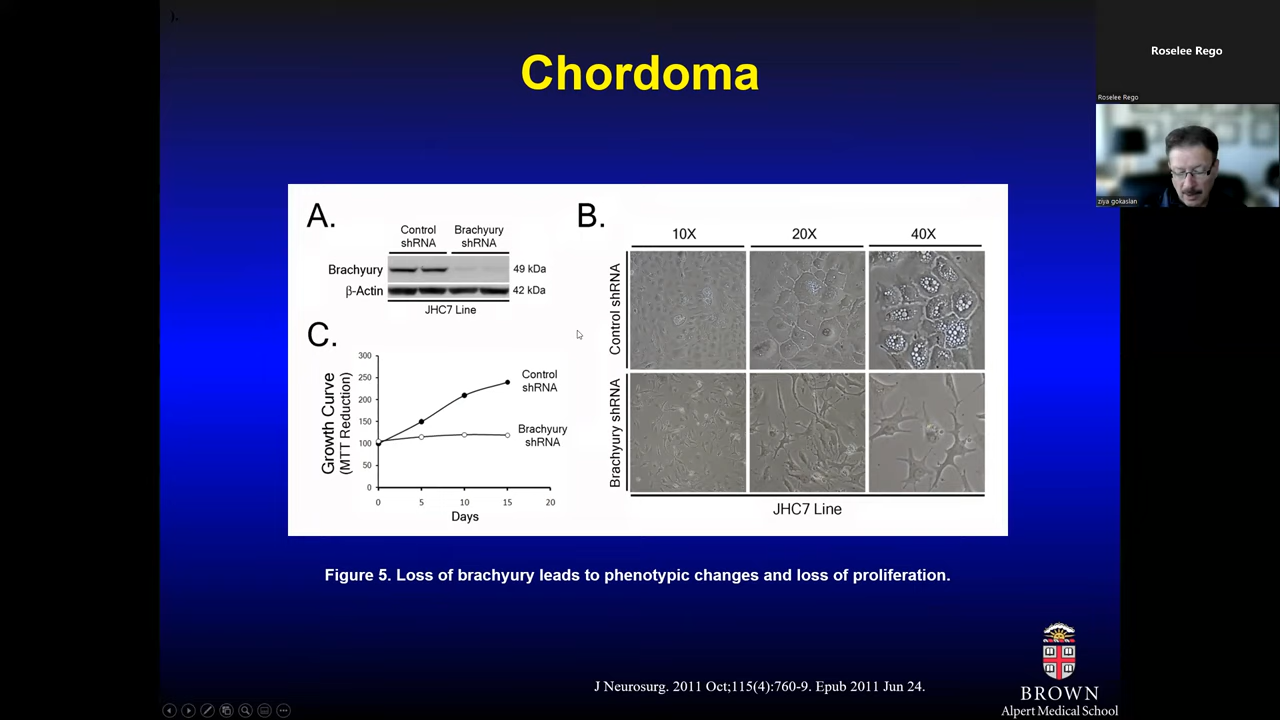 ).
Chordoma
Roselee Rego
Roselee Rego
ziya gokaslan
A.
Control
shRNA
Brachyury
shRNA
Brachyury
49 kDa
β-Actin
42 kDa
JHC7 Line
B.
10X
20X
40X
Control shRNA
Brachyury shRNA
JHC7 Line
C.
Growth Curve
(MTT Reduction)
300
250
200
150
100
50
0
0
5
10
15
20
Days
Control
shRNA
Brachyury
shRNA
Figure 5. Loss of brachyury leads to phenotypic changes and loss of proliferation.
J Neurosurg. 2011 Oct;115(4):760-9. Epub 2011 Jun 24.
BROWN
Alpert Medical School